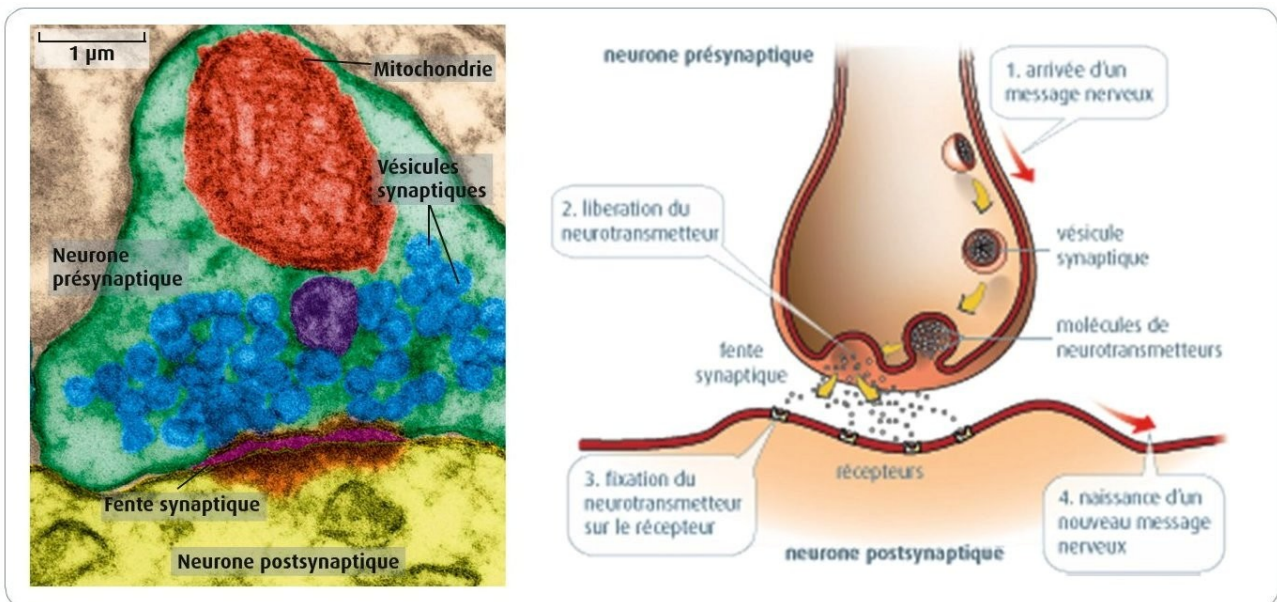 1 µm
Mitochondrie
Vésicules
synaptiques
Neurone
présynaptique
Fente synaptique
Neurone postsynaptique
neurone présynaptique
1. arrivée d'un
message nerveux
2. liberation du
neurotransmetteur
vésicule
synaptique
molécules de
neurotransmetteurs
fente
synaptique
récepteurs
3. fixation du
neurotransmetteur
sur le récepteur
4. naissance d'un
nouveau message
nerveux
neurone postsynaptique